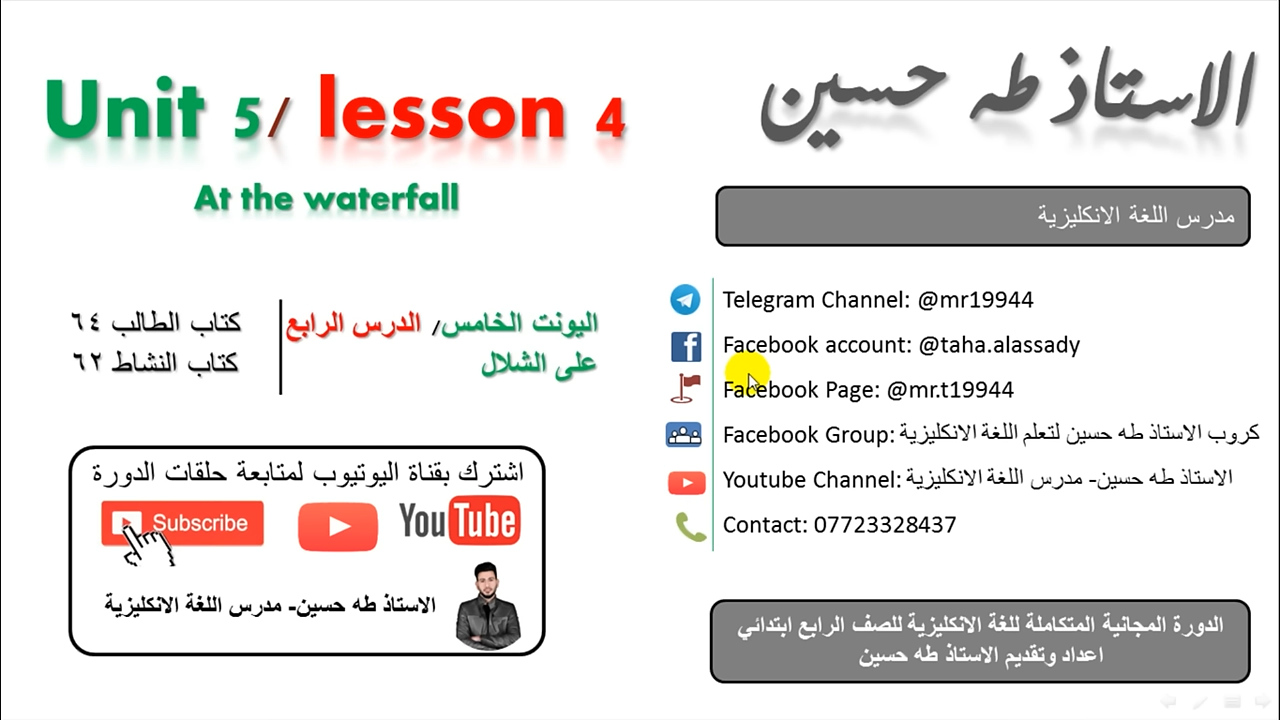 Unit 5/ lesson 4
At the waterfall
اليونت الخامس/ الدرس الرابع
على الشلال
كتاب الطالب ٦٤
كتاب النشاط ٦٢
اشترك بقناة اليوتيوب لمتابعة حلقات الدورة
Subscribe
YouTube
الاستاذ طه حسين- مدرس اللغة الانكليزية
الاستاذ طه حسين
مدرس اللغة الانكليزية
Telegram Channel: @mr19944
Facebook account: @taha.alassady
Facebook Page: @mr.t19944
Facebook Group: كروب الاستاذ طه حسين لتعلم اللغة الانكليزية
Youtube Channel: الاستاذ طه حسين- مدرس اللغة الانكليزية
Contact: 07723328437
الدورة المجانية المتكاملة للغة الانكليزية للصف الرابع ابتدائي
اعداد وتقديم الاستاذ طه حسين